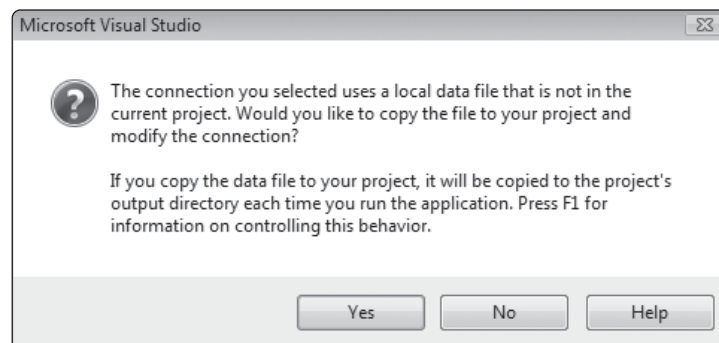 Microsoft Visual Studio
The connection you selected uses a local data file that is not in the
current project. Would you like to copy the file to your project and
modify the connection?
If you copy the data file to your project, it will be copied to the project's
output directory each time you run the application. Press F1 for
information on controlling this behavior.
Yes No Help